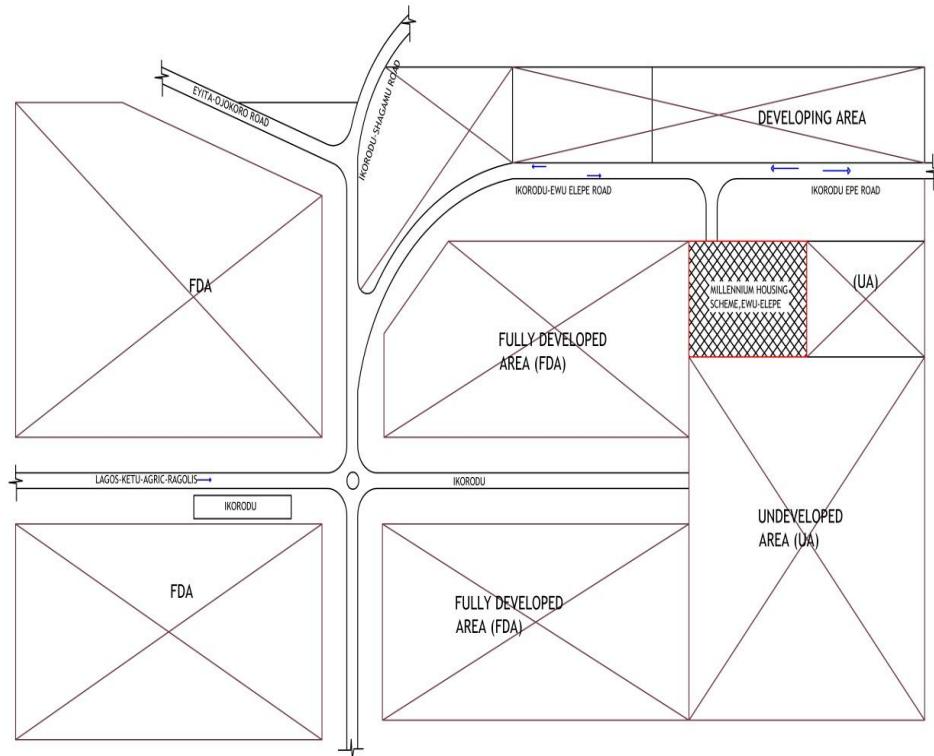 EYITA-OJOKORO ROAD
IKORODU-SHAGAMU ROAD
DEVELOPING AREA
IKORODU-EWU ELEPE ROAD
IKORODU EPE ROAD
FDA
MILLENNIUM HOUSING
SCHEME,EWU-ELEPE
(UA)
FULLY DEVELOPED
AREA (FDA)
LAGOS-KETU-AGRIC-RAGOLIS
IKORODU
IKORODU
UNDEVELOPED
AREA (UA)
FDA
FULLY DEVELOPED
AREA (FDA)